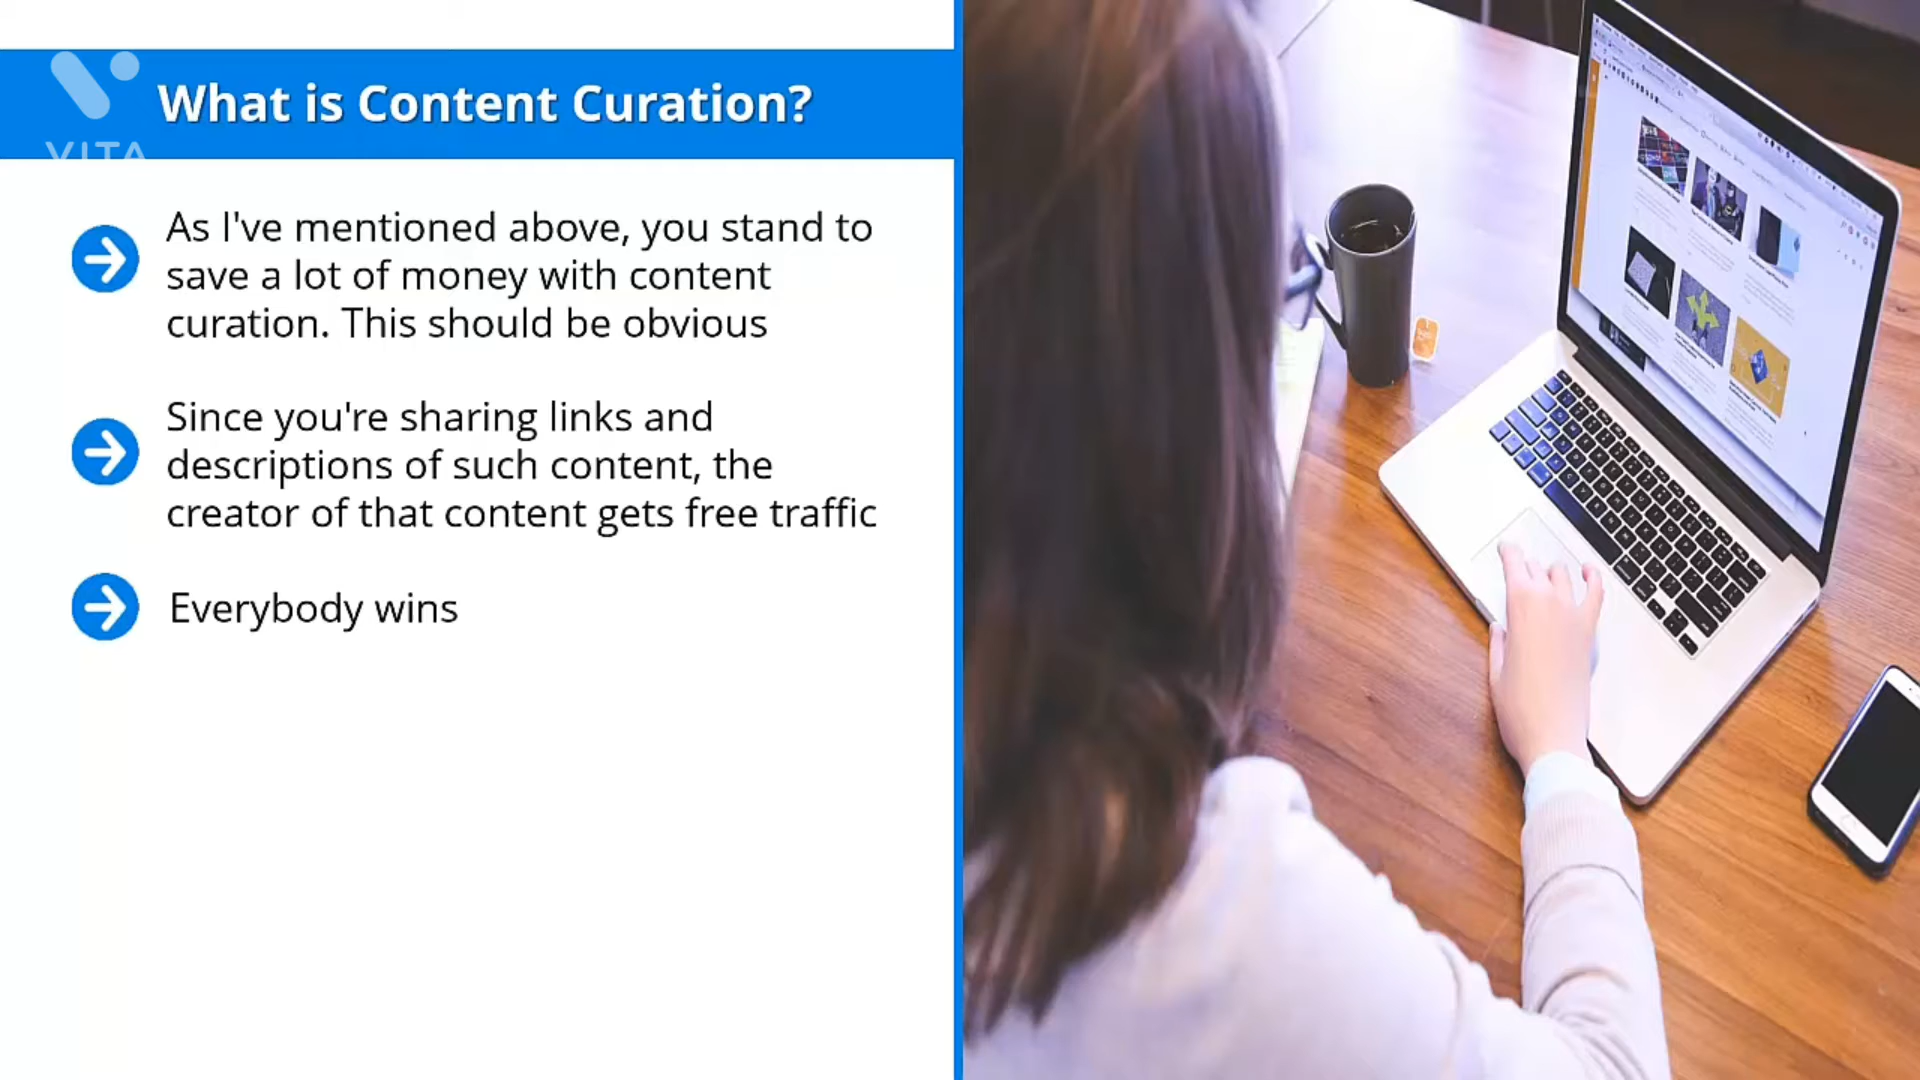 VITA
What is Content Curation?
As I've mentioned above, you stand to
save a lot of money with content
curation. This should be obvious
Since you're sharing links and
descriptions of such content, the
creator of that content gets free traffic
Everybody wins